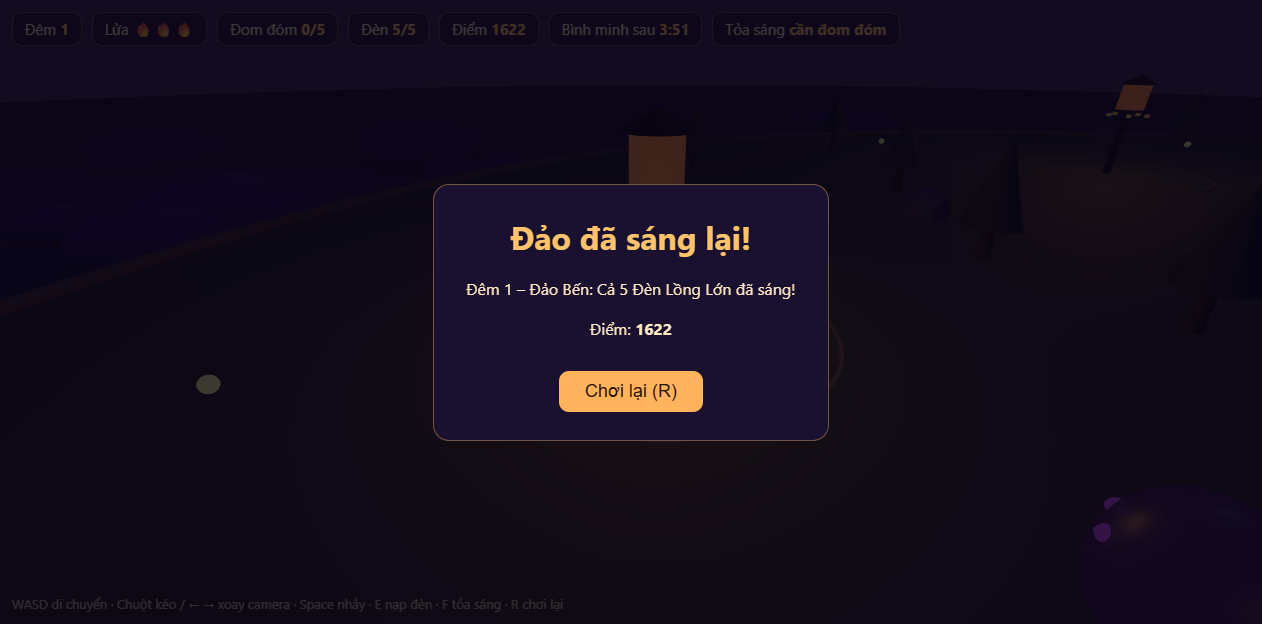 Đêm 1 Lửa 🔥🔥🔥 Đom đóm 0/5 Đèn 5/5 Điểm 1622 Bình minh sau 3:51 Tỏa sáng cần đom đóm
Đảo đã sáng lại!
Đêm 1 – Đảo Bến: Cả 5 Đèn Lồng Lớn đã sáng!
Điểm: 1622
Chơi lại (R)
WASD di chuyển · Chuột kéo / ← → xoay camera · Space nhảy · E nạp đèn · F tỏa sáng · R chơi lại